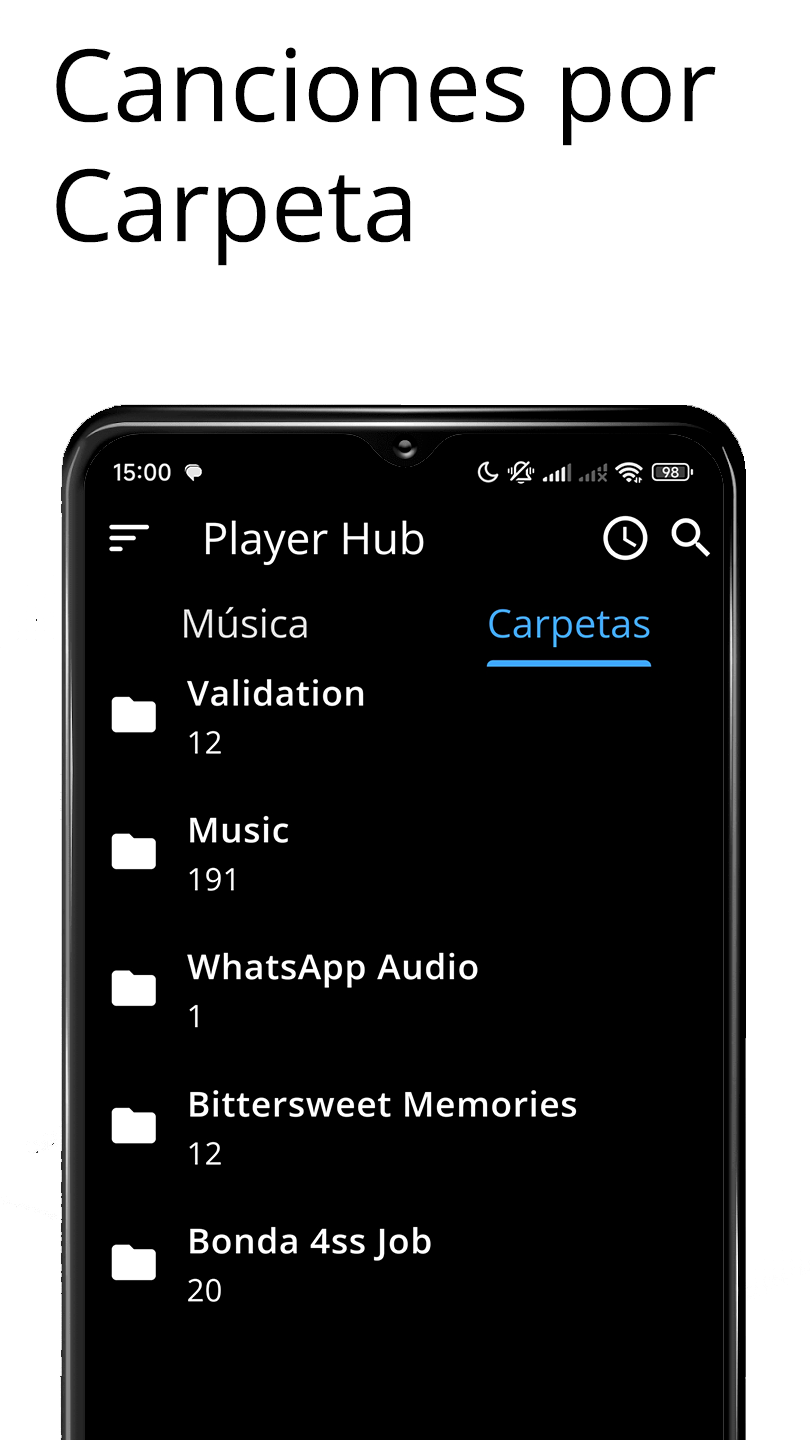 Canciones por
Carpeta
15:00 98
Player Hub
Música Carpetas
Validation
12
Music
191
WhatsApp Audio
1
Bittersweet Memories
12
Bonda 4ss Job
20